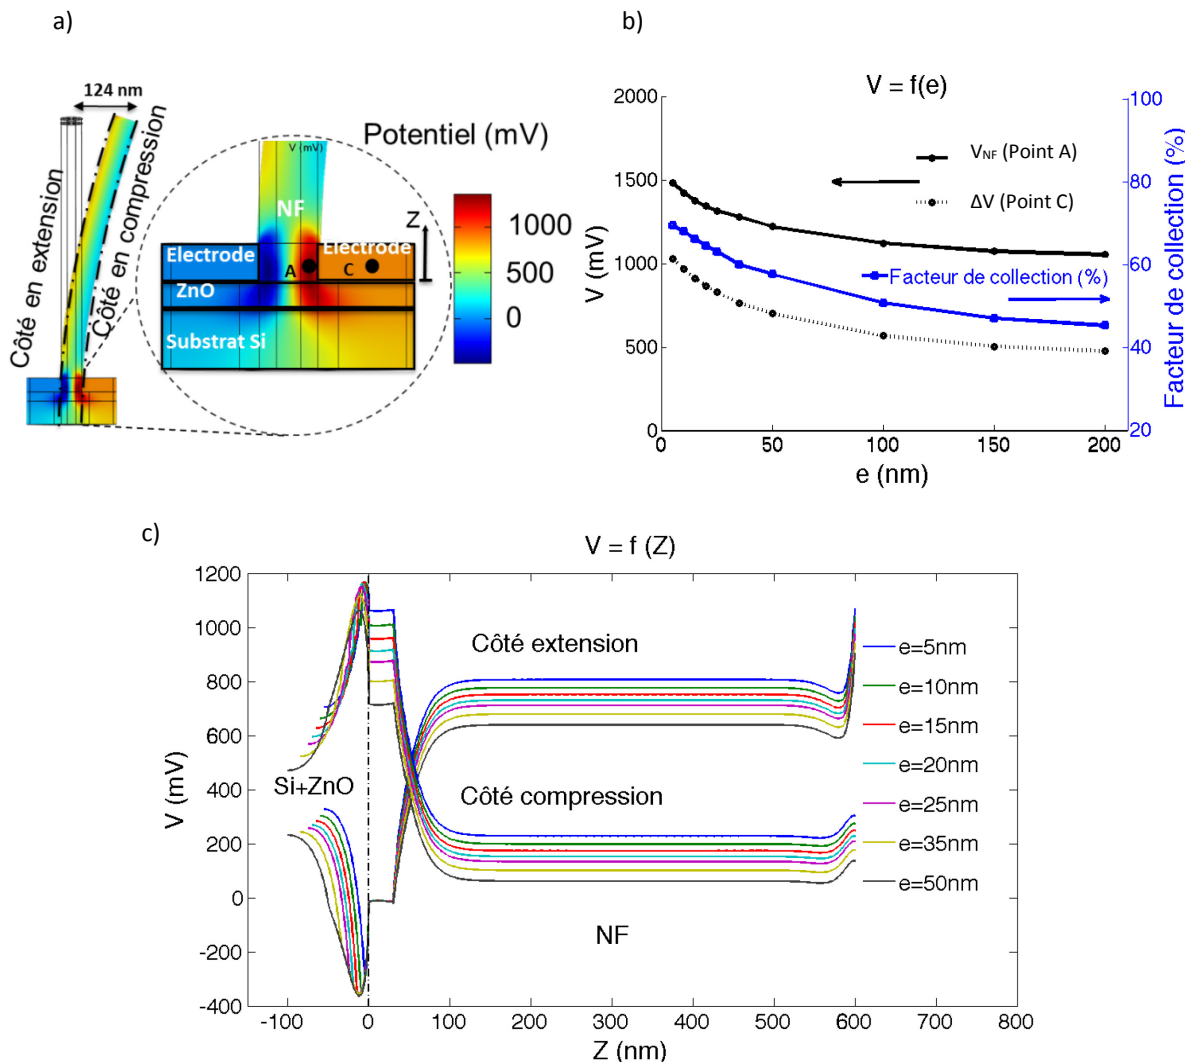 a)
124 nm
Côté en extension
Côté en compression
Potentiel (mV)
V (mV)
NF
Z
Electrode
Electrode
A
C
ZnO
Substrat Si
1000
500
0
b)
V = f(e)
2000
1500
1000
500
0
V (mV)
100
80
60
40
20
Facteur de collection (%)
V_NF (Point A)
ΔV (Point C)
Facteur de collection (%)
0
50
100
150
200
e (nm)
c)
V = f (Z)
1200
1000
800
600
400
200
0
-200
-400
V (mV)
Côté extension
Si+ZnO
Côté compression
NF
e=5nm
e=10nm
e=15nm
e=20nm
e=25nm
e=35nm
e=50nm
-100
0
100
200
300
400
500
600
700
800
Z (nm)